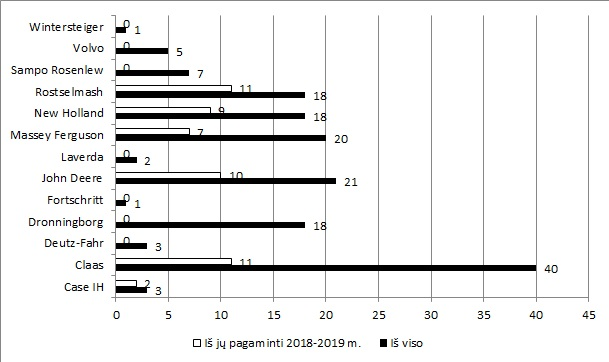 Wintersteiger 0 1
Volvo 0 5
Sampo Rosenlew 0 7
Rostselmash 11 18
New Holland 9 18
Massey Ferguson 7 20
Laverda 0 2
John Deere 10 21
Fortschritt 0 1
Dronningborg 0 18
Deutz-Fahr 0 3
Claas 11 40
Case IH 2 3
0 5 10 15 20 25 30 35 40 45
Iš jų pagaminti 2018-2019 m. Iš viso